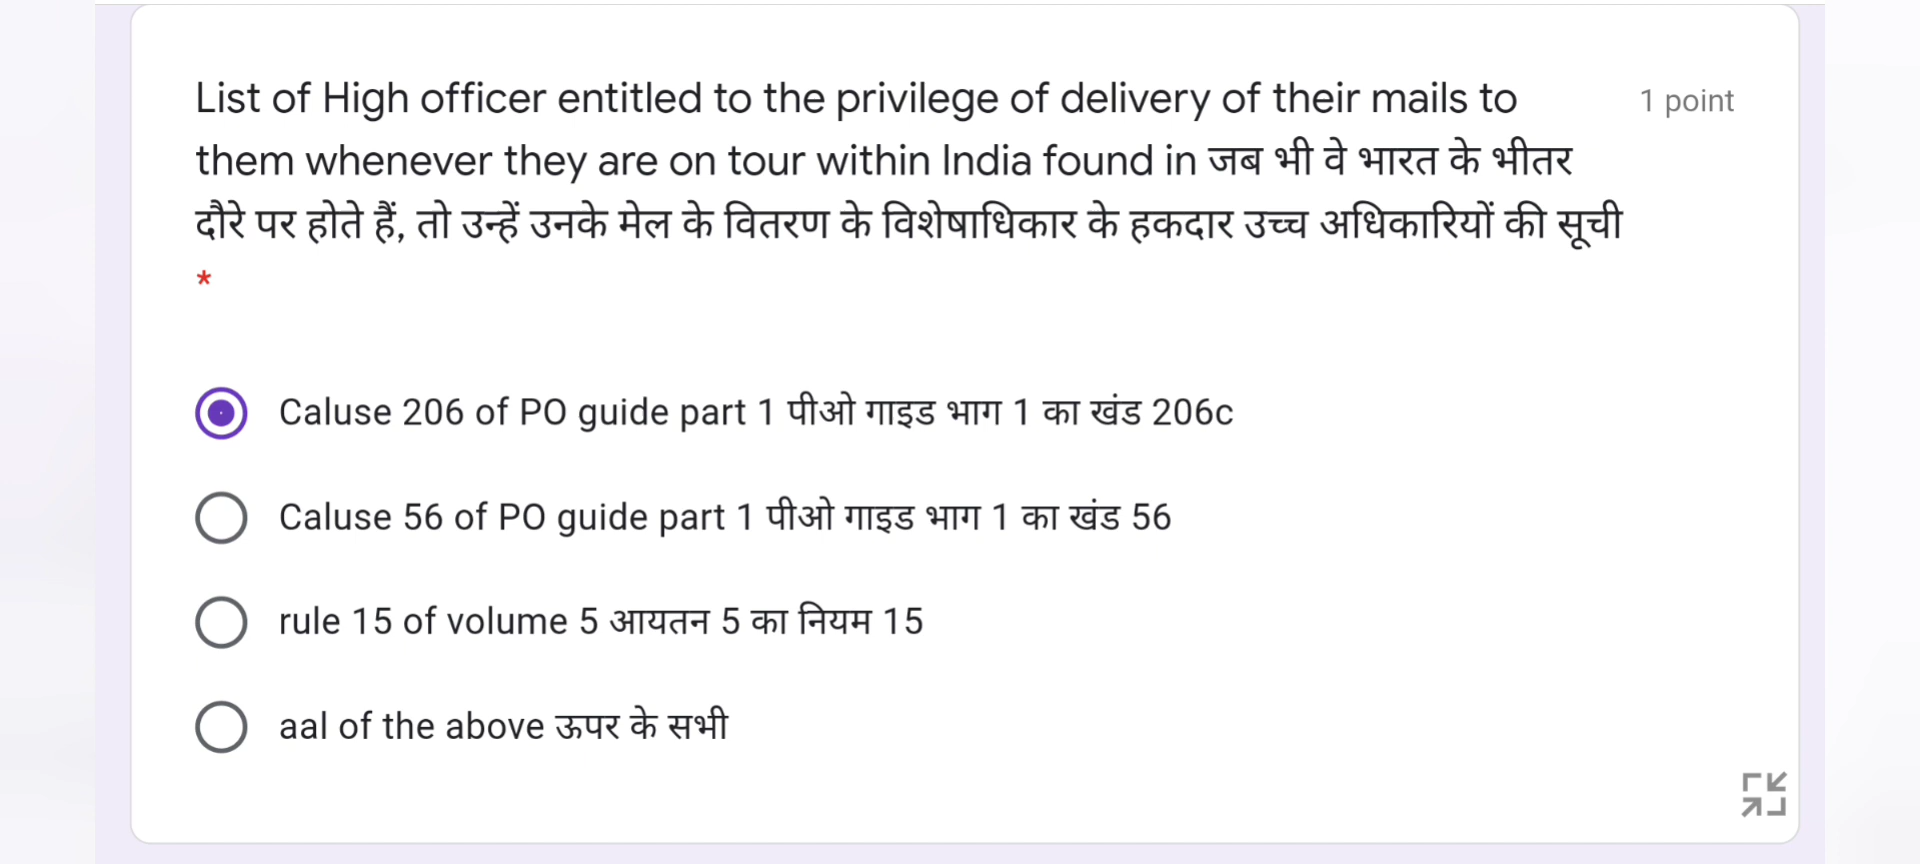 List of High officer entitled to the privilege of delivery of their mails to
1 point
them whenever they are on tour within India found in जब भी वे भारत के भीतर
दौरे पर होते हैं, तो उन्हें उनके मेल के वितरण के विशेषाधिकार के हकदार उच्च अधिकारियों की सूची
*
Caluse 206 of PO guide part 1 पीओ गाइड भाग 1 का खंड 206c
Caluse 56 of PO guide part 1 पीओ गाइड भाग 1 का खंड 56
rule 15 of volume 5 आयतन 5 का नियम 15
aal of the above ऊपर के सभी